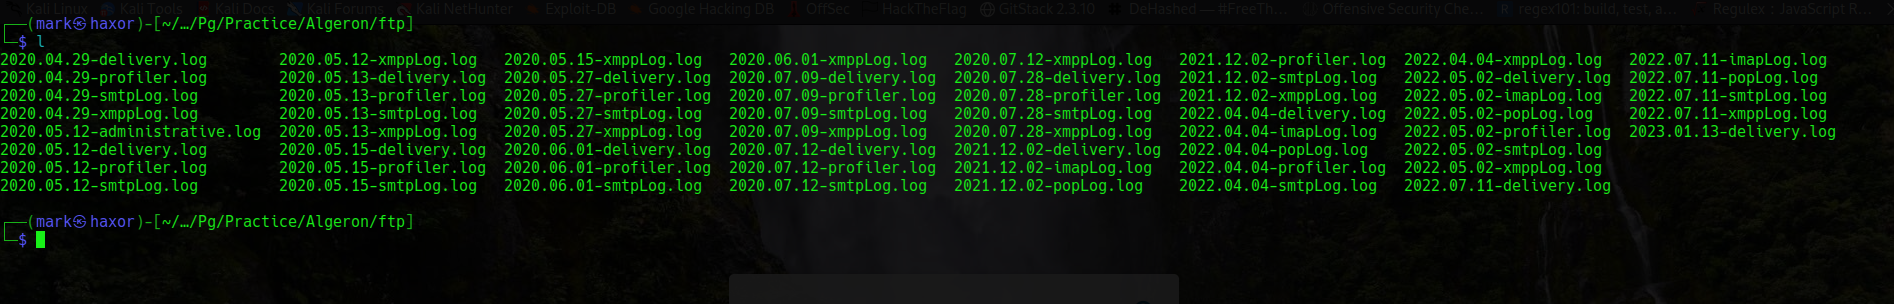 Kali Linux Kali Tools Kali Docs Kali Forums Kali NetHunter Exploit-DB Google Hacking DB OffSec HackTheFlag GitStack 2.3.10 DeHashed — #FreeTh… Offensive Security Che… regex101: build, test, a… Regulex : JavaScript R…
┌──(mark㉿haxor)-[~/…/Pg/Practice/Algeron/ftp]
└─$ l
2020.04.29-delivery.log 2020.05.12-xmppLog.log 2020.05.15-xmppLog.log 2020.06.01-xmppLog.log 2020.07.12-xmppLog.log 2021.12.02-profiler.log 2022.04.04-xmppLog.log 2022.07.11-imapLog.log
2020.04.29-profiler.log 2020.05.13-delivery.log 2020.05.27-delivery.log 2020.07.09-delivery.log 2020.07.28-delivery.log 2021.12.02-smtpLog.log 2022.05.02-delivery.log 2022.07.11-popLog.log
2020.04.29-smtpLog.log 2020.05.13-profiler.log 2020.05.27-profiler.log 2020.07.09-profiler.log 2020.07.28-profiler.log 2021.12.02-xmppLog.log 2022.05.02-imapLog.log 2022.07.11-smtpLog.log
2020.04.29-xmppLog.log 2020.05.13-smtpLog.log 2020.05.27-smtpLog.log 2020.07.09-smtpLog.log 2020.07.28-smtpLog.log 2022.04.04-delivery.log 2022.05.02-popLog.log 2022.07.11-xmppLog.log
2020.05.12-administrative.log 2020.05.13-xmppLog.log 2020.05.27-xmppLog.log 2020.07.09-xmppLog.log 2020.07.28-xmppLog.log 2022.04.04-imapLog.log 2022.05.02-profiler.log 2023.01.13-delivery.log
2020.05.12-delivery.log 2020.05.15-delivery.log 2020.06.01-delivery.log 2020.07.12-delivery.log 2021.12.02-delivery.log 2022.04.04-popLog.log 2022.05.02-smtpLog.log
2020.05.12-profiler.log 2020.05.15-profiler.log 2020.06.01-profiler.log 2020.07.12-profiler.log 2021.12.02-imapLog.log 2022.04.04-profiler.log 2022.05.02-xmppLog.log
2020.05.12-smtpLog.log 2020.05.15-smtpLog.log 2020.06.01-smtpLog.log 2020.07.12-smtpLog.log 2021.12.02-popLog.log 2022.04.04-smtpLog.log 2022.07.11-delivery.log
┌──(mark㉿haxor)-[~/…/Pg/Practice/Algeron/ftp]
└─$